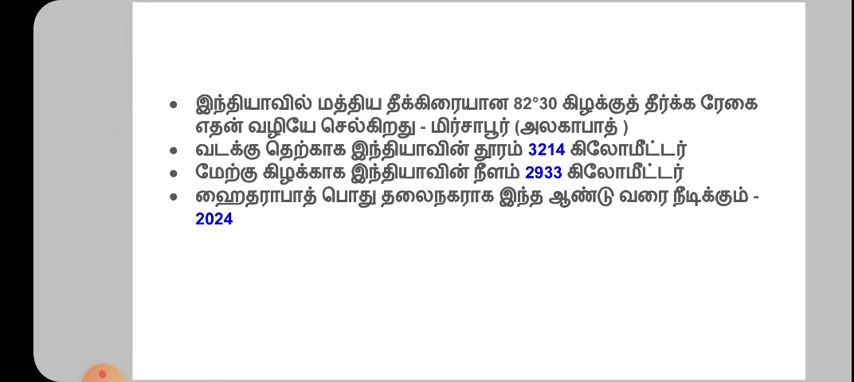 • இந்தியாவில் மத்திய தீக்கிரையான 82°30 கிழக்குத் தீர்க்க ரேகை
எதன் வழியே செல்கிறது - மிர்சாபூர் (அலகாபாத் )
• வடக்கு தெற்காக இந்தியாவின் தூரம் 3214 கிலோமீட்டர்
• மேற்கு கிழக்காக இந்தியாவின் நீளம் 2933 கிலோமீட்டர்
• ஹைதராபாத் பொது தலைநகராக இந்த ஆண்டு வரை நீடிக்கும் -
2024